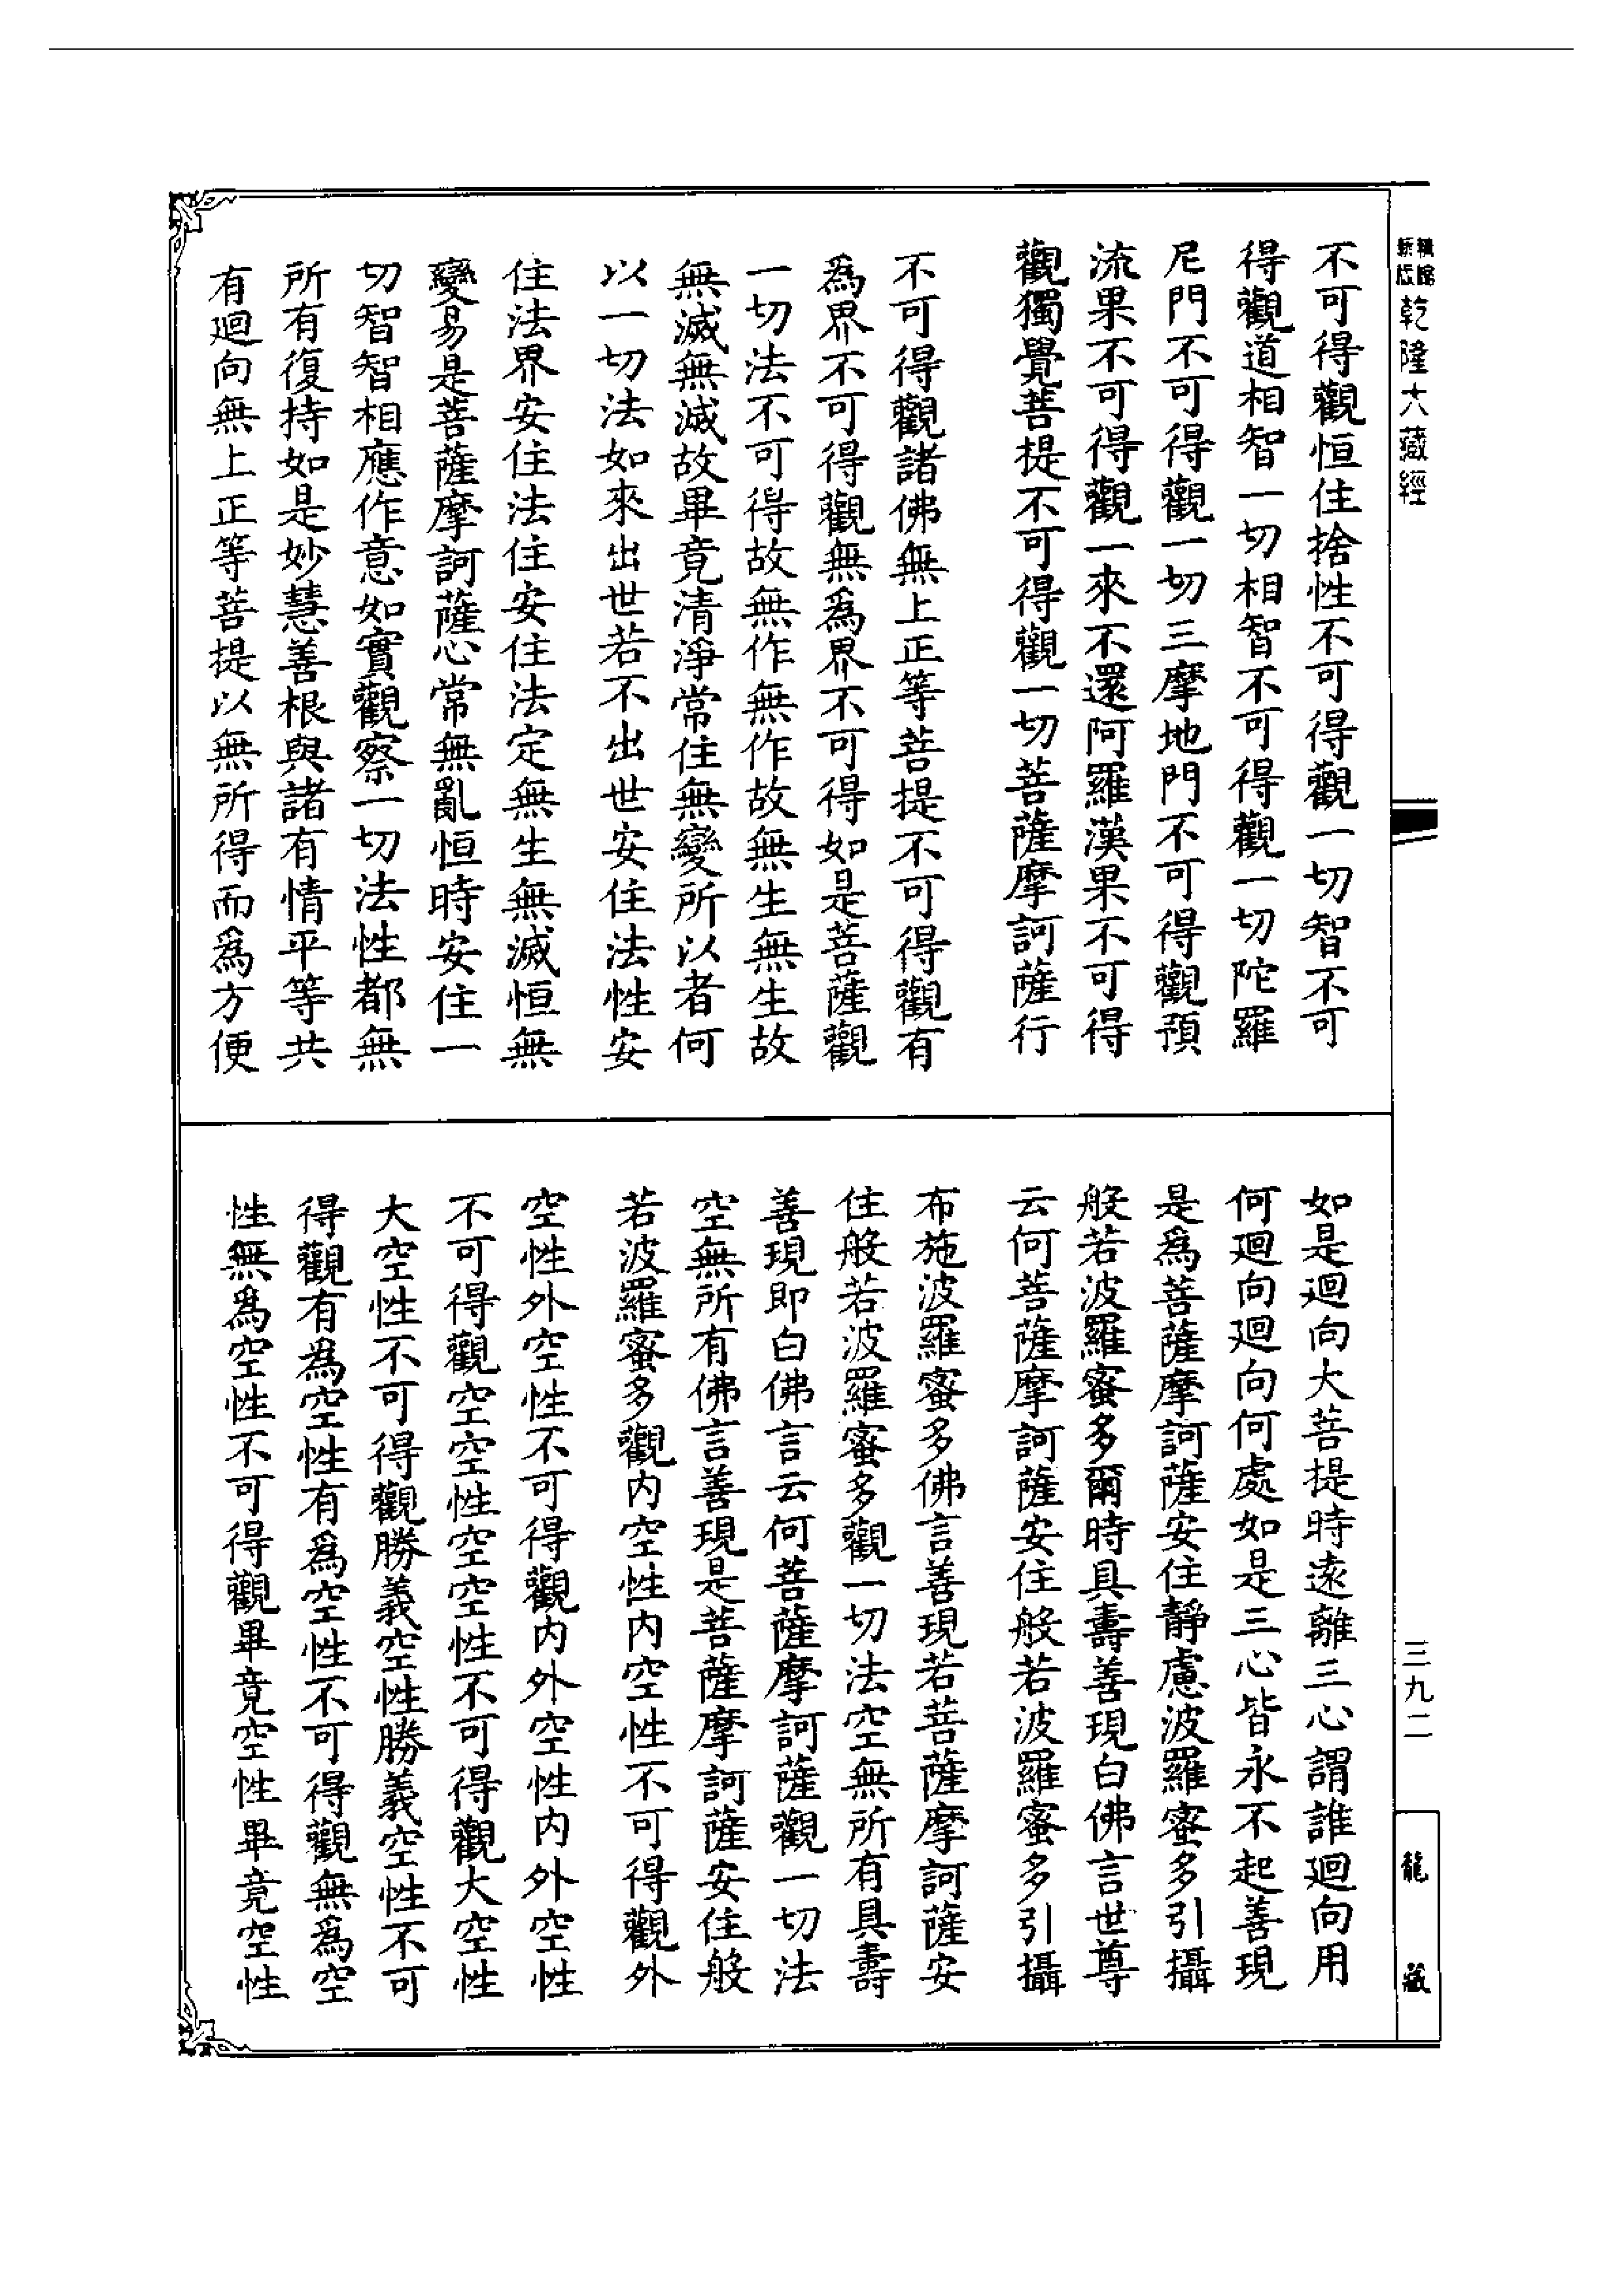 乾隆大藏經
不可得觀恒住捨性不可得觀一切智不可
得觀道相智一切相智不可得觀一切陀羅
尼門不可得觀一切三摩地門不可得觀預
流果不可得觀一來不還阿羅漢果不可得
觀獨覺菩提不可得觀一切菩薩摩訶薩行
不可得觀諸佛無上正等菩提不可得觀有
為界不可得觀無為界不可得如是菩薩觀
一切法不可得故無作無作故無生無生故
無滅無滅故畢竟清淨常住無變所以者何
以一切法如來出世若不出世安住法性安
住法界安住法住安住法定無生無滅恒無
變易是菩薩摩訶薩心常無亂恒時安住一
切智智相應作意如實觀察一切法性都無
所有復持如是妙慧善根與諸有情平等共
有迴向無上正等菩提以無所得而為方便
如是迴向大菩提時遠離三心謂誰迴向用
何迴向迴向何處如是三心皆永不起善現
是為菩薩摩訶薩安住靜慮波羅蜜多引攝
般若波羅蜜多爾時具壽善現白佛言世尊
云何菩薩摩訶薩安住般若波羅蜜多引攝
布施波羅蜜多佛言善現若菩薩摩訶薩安
住般若波羅蜜多觀一切法空無所有具壽
善現即白佛言云何菩薩摩訶薩觀一切法
空無所有佛言善現是菩薩摩訶薩安住般
若波羅蜜多觀內空性內空性不可得觀外
空性外空性不可得觀內外空性內外空性
不可得觀空空性空空性不可得觀大空性
大空性不可得觀勝義空性勝義空性不可
得觀有為空性有為空性不可得觀無為空
性無為空性不可得觀畢竟空性畢竟空性
三九二
龍藏